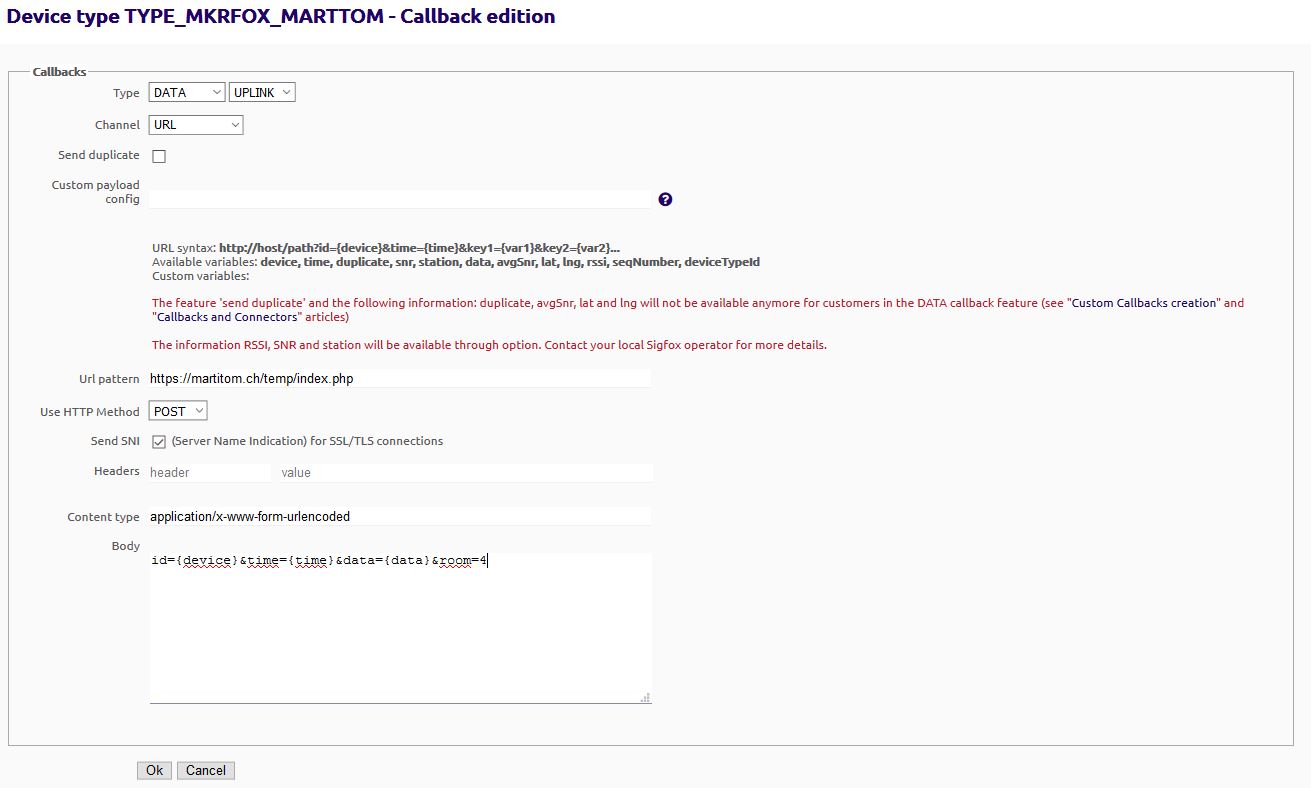 Device type TYPE_MKRFOX_MARTTOM - Callback edition
Callbacks
Type DATA UPLINK
Channel URL
Send duplicate
Custom payload
config ?
URL syntax: http://host/path?id={device}&time={time}&key1={var1}&key2={var2}...
Available variables: device, time, duplicate, snr, station, data, avgSnr, lat, lng, rssi, seqNumber, deviceTypeId
Custom variables:
The feature 'send duplicate' and the following information: duplicate, avgSnr, lat and lng will not be available anymore for customers in the DATA callback feature (see "Custom Callbacks creation" and
"Callbacks and Connectors" articles)
The information RSSI, SNR and station will be available through option. Contact your local Sigfox operator for more details.
Url pattern https://martitom.ch/temp/index.php
Use HTTP Method POST
Send SNI (Server Name Indication) for SSL/TLS connections
Headers header value
Content type application/x-www-form-urlencoded
Body
id={device}&time={time}&data={data}&room=4
Ok Cancel